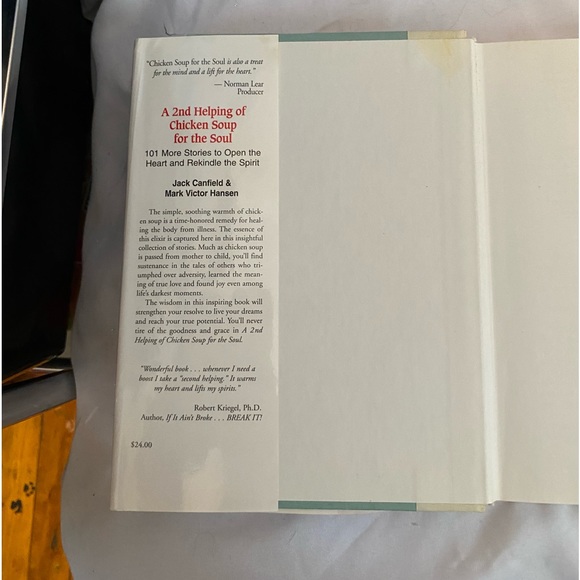 "Chicken Soup for the Soul is also a treat
for the mind and a lift for the heart."
— Norman Lear
Producer
A 2nd Helping of
Chicken Soup
for the Soul
101 More Stories to Open the
Heart and Rekindle the Spirit
Jack Canfield &
Mark Victor Hansen
The simple, soothing warmth of chick-
en soup is a time-honored remedy for heal-
ing the body from illness. The essence of
this elixir is captured here in this insightful
collection of stories. Much as chicken soup
is passed from mother to child, you'll find
sustenance in the tales of others who tri-
umphed over adversity, learned the mean-
ing of true love and found joy even among
life's darkest moments.
The wisdom in this inspiring book will
strengthen your resolve to live your dreams
and reach your true potential. You'll never
tire of the goodness and grace in A 2nd
Helping of Chicken Soup for the Soul.
"Wonderful book . . . whenever I need a
boost I take a "second helping." It warms
my heart and lifts my spirits."
Robert Kriegel, Ph.D.
Author, If It Ain't Broke . . . BREAK IT!
$24.00